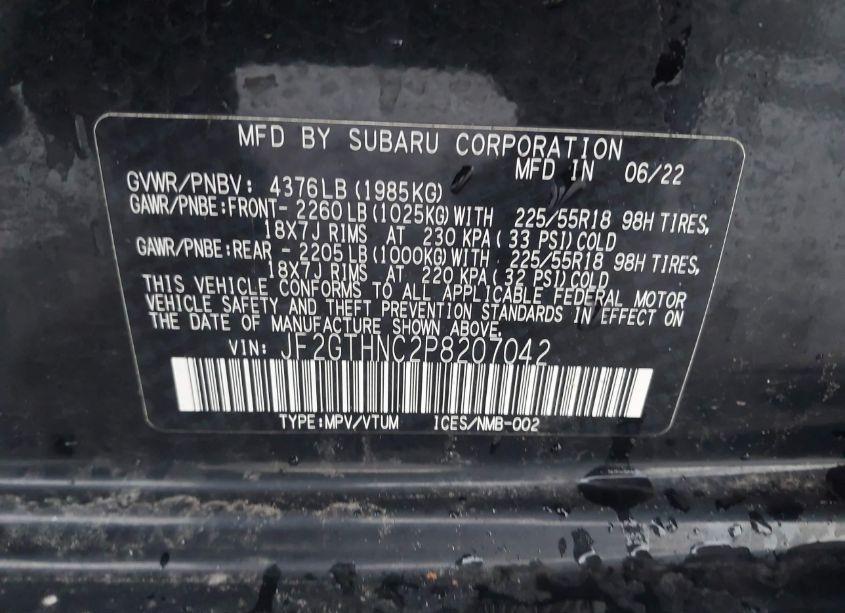 MFD BY SUBARU CORPORATION
MFD IN 06/22
GVWR/PNBV: 4376LB (1985KG)
GAWR/PNBE:FRONT- 2260 LB (1025KG) WITH 225/55R18 98H TIRES,
18X7J RIMS AT 230 KPA ( 33 PSI) COLD
GAWR/PNBE:REAR - 2205 LB (1000KG) WITH 225/55R18 98H TIRES,
18X7J RIMS AT 220 KPA ( 32 PSI) COLD
THIS VEHICLE CONFORMS TO ALL APPLICABLE FEDERAL MOTOR
VEHICLE SAFETY AND THEFT PREVENTION STANDARDS IN EFFECT ON
THE DATE OF MANUFACTURE SHOWN ABOVE.
VIN: JF2GTHNC2P8207042
TYPE:MPV/VTUM ICES/NMB-002